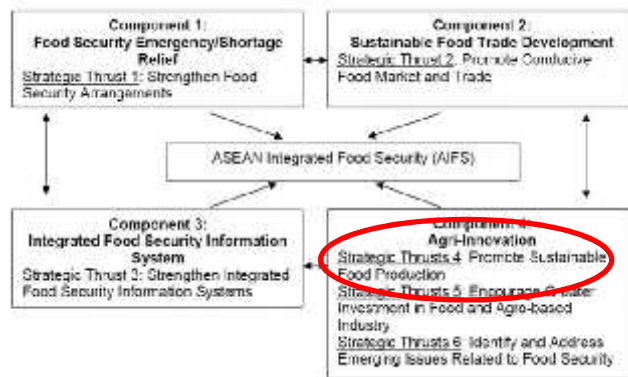 Component 1:
Food Security Emergency/Shortage
Relief
Strategic Thrust 1: Strengthen Food
Security Arrangements
Component 2:
Sustainable Food Trade Development
Strategic Thrust 2: Promote Conducive
Food Market and Trade
ASEAN Integrated Food Security (AIFS)
Component 3:
Integrated Food Security Information
System
Strategic Thrust 3: Strengthen Integrated
Food Security Information Systems
Component 4:
Agri-Innovation
Strategic Thrusts 4: Promote Sustainable
Food Production
Strategic Thrusts 5: Encourage Greater
Investment in Food and Agro-based
Industry
Strategic Thrusts 6: Identify and Address
Emerging Issues Related to Food Security